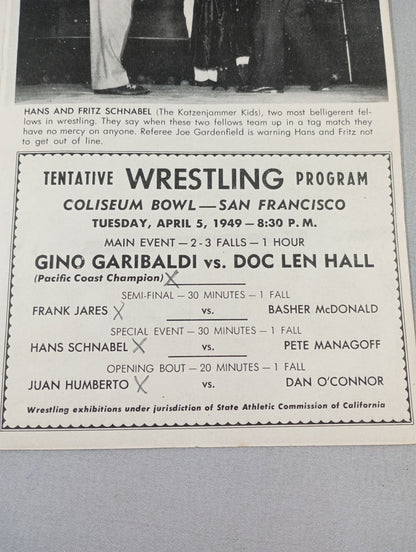 HANS AND FRITZ SCHNABEL (The Katzenjammer Kids), two most belligerent fel-
lows in wrestling. They say when these two fellows team up in a tag match they
have no mercy on anyone. Referee Joe Gardenfield is warning Hans and Fritz not
to get out of line.
TENTATIVE WRESTLING PROGRAM
COLISEUM BOWL — SAN FRANCISCO
TUESDAY, APRIL 5, 1949 — 8:30 P.M.
MAIN EVENT — 2-3 FALLS — 1 HOUR
GINO GARIBALDI vs. DOC LEN HALL
(Pacific Coast Champion) X
SEMI-FINAL — 30 MINUTES — 1 FALL
FRANK JARES X vs. BASHER McDONALD
SPECIAL EVENT — 30 MINUTES — 1 FALL
HANS SCHNABEL X vs. PETE MANAGOFF
OPENING BOUT — 20 MINUTES — 1 FALL
JUAN HUMBERTO X vs. DAN O'CONNOR
Wrestling exhibitions under jurisdiction of State Athletic Commission of California